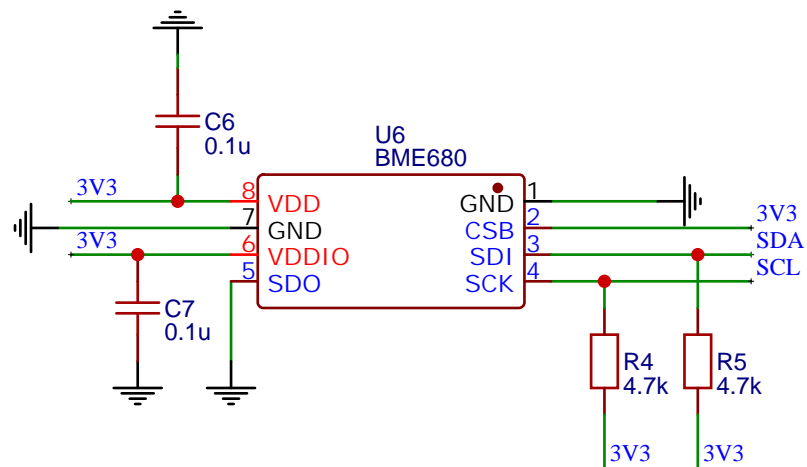 C6
0.1u
U6
BME680
3V3
8
VDD
GND
1
3V3
7
GND
CSB
2
3V3
6
VDDIO
SDI
3
SDA
5
SDO
SCK
4
SCL
C7
0.1u
R4
4.7k
R5
4.7k
3V3
3V3